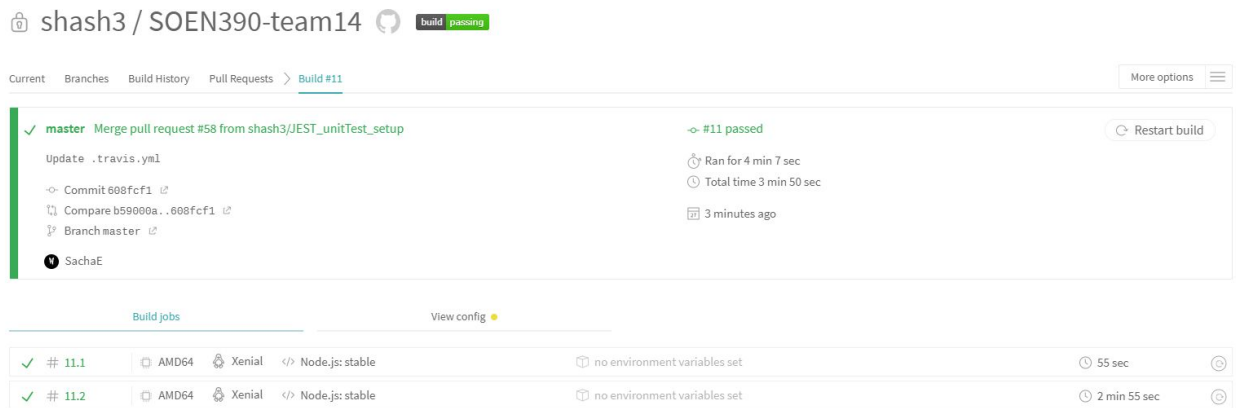 shash3 / SOEN390-team14 build passing
Current Branches Build History Pull Requests Build #11 More options
master Merge pull request #58 from shash3/JEST_unitTest_setup
#11 passed
Restart build
Update .travis.yml
Ran for 4 min 7 sec
Total time 3 min 50 sec
Commit 608fcf1
Compare b59000a..608fcf1
3 minutes ago
Branch master
SachaE
Build jobs View config
# 11.1 AMD64 Xenial </> Node.js: stable no environment variables set 55 sec
# 11.2 AMD64 Xenial </> Node.js: stable no environment variables set 2 min 55 sec